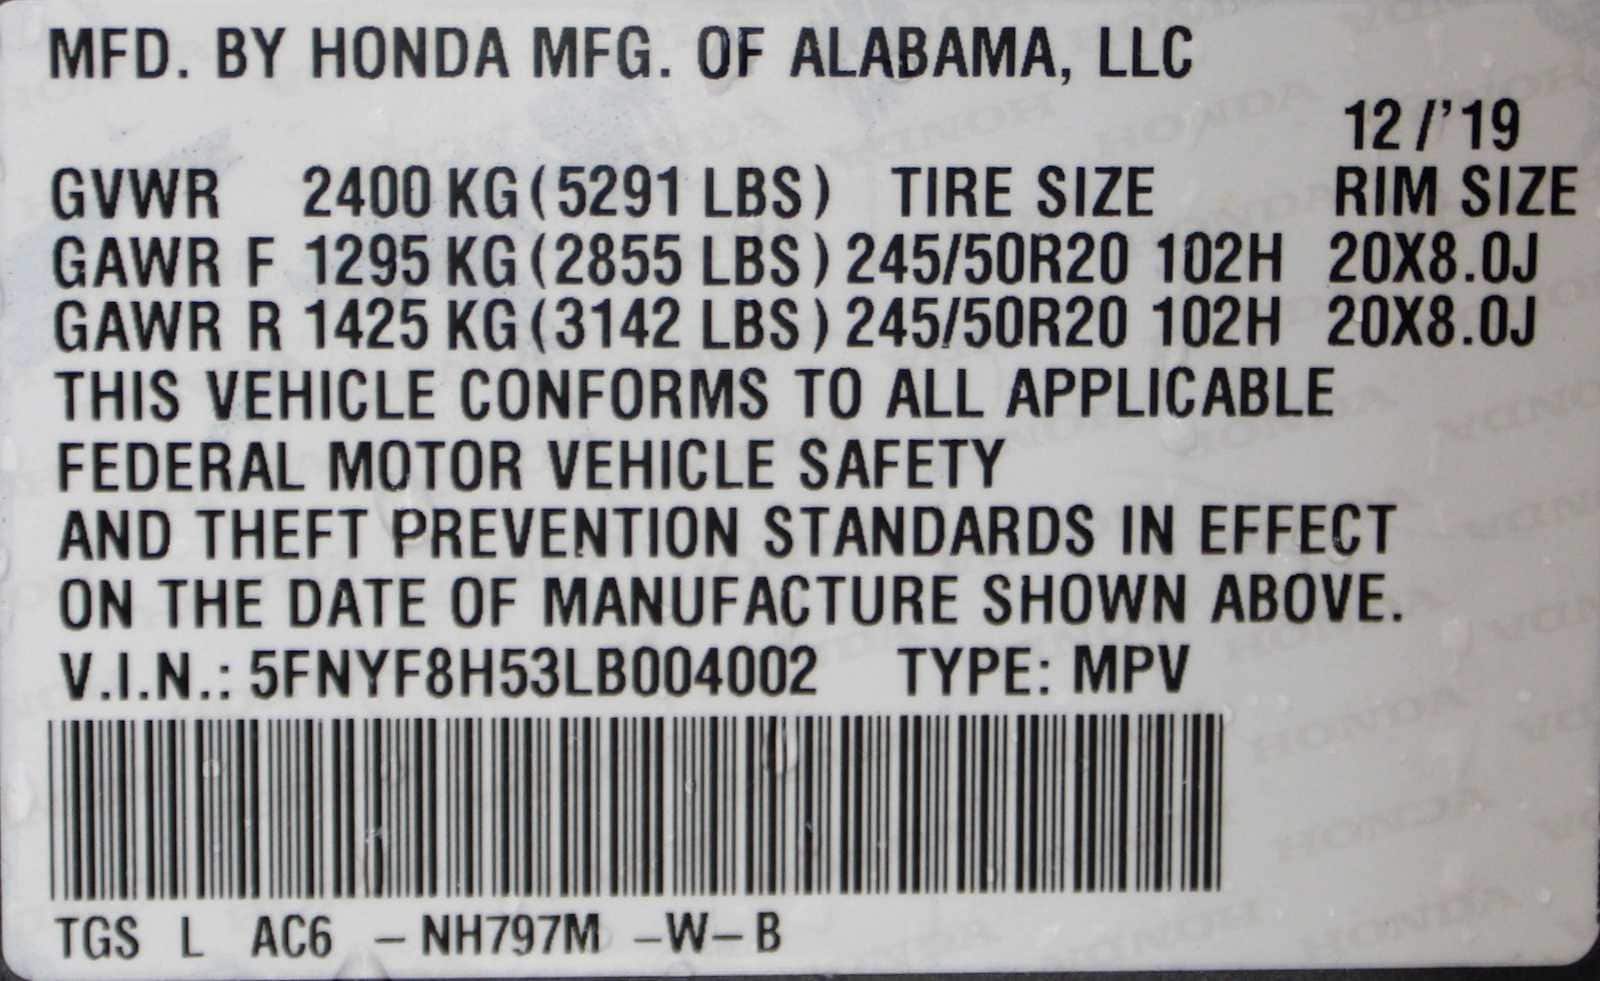 MFD. BY HONDA MFG. OF ALABAMA, LLC
12/'19
GVWR 2400 KG (5291 LBS) TIRE SIZE RIM SIZE
GAWR F 1295 KG (2855 LBS) 245/50R20 102H 20X8.0J
GAWR R 1425 KG (3142 LBS) 245/50R20 102H 20X8.0J
THIS VEHICLE CONFORMS TO ALL APPLICABLE
FEDERAL MOTOR VEHICLE SAFETY
AND THEFT PREVENTION STANDARDS IN EFFECT
ON THE DATE OF MANUFACTURE SHOWN ABOVE.
V.I.N.: 5FNYF8H53LB004002 TYPE: MPV
TGS L AC6 – NH797M –W– B